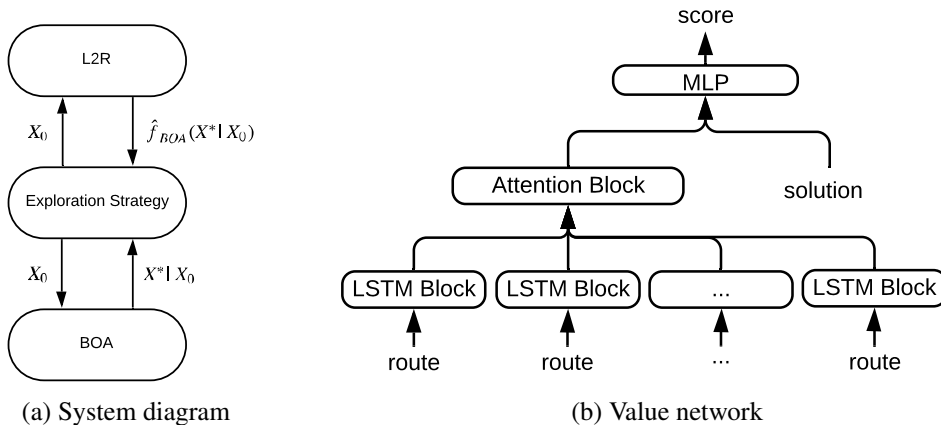 L2R
X₀
f̂_BOA(X* | X₀)
Exploration Strategy
X₀
X* | X₀
BOA
(a) System diagram
score
MLP
Attention Block
solution
LSTM Block LSTM Block ... LSTM Block
route route ... route
(b) Value network